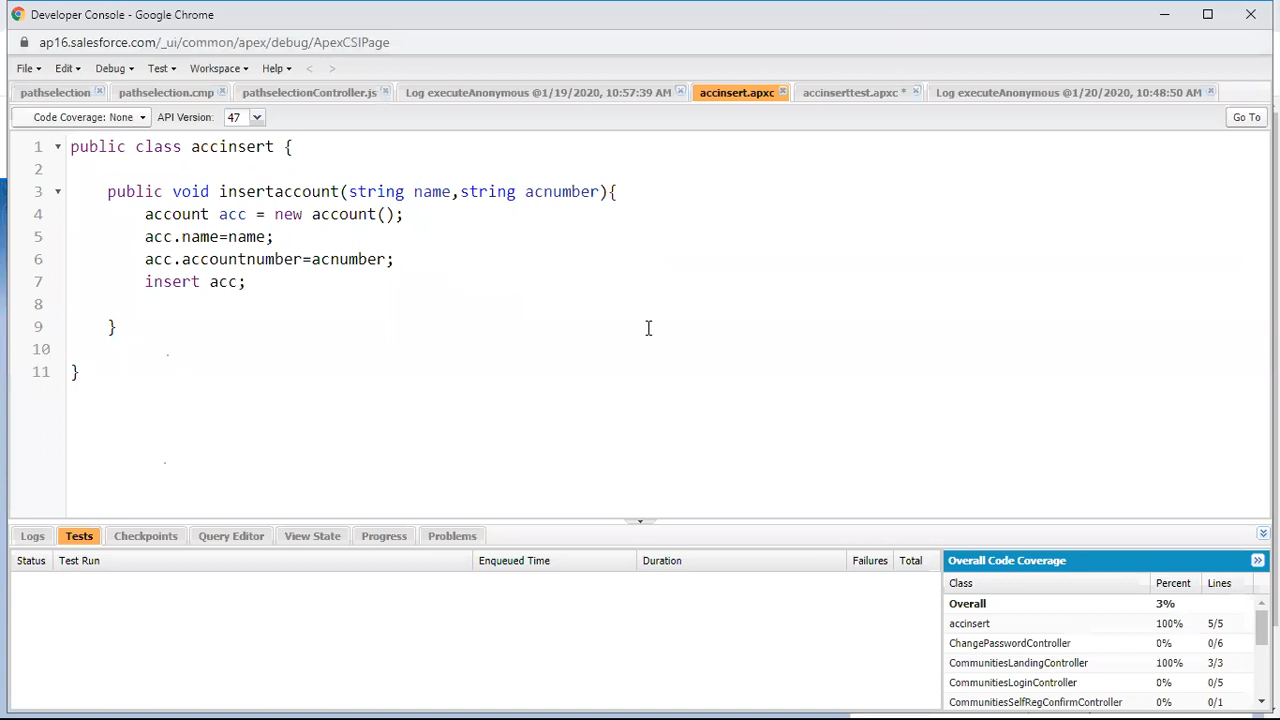 Developer Console - Google Chrome
ap16.salesforce.com/_ui/common/apex/debug/ApexCSIPage
File Edit Debug Test Workspace Help < >
pathselection pathselection.cmp pathselectionController.js Log executeAnonymous @1/19/2020, 10:57:39 AM accinsert.apxc accinserttest.apxc * Log executeAnonymous @1/20/2020, 10:48:50 AM
Code Coverage: None API Version: 47 Go To
1 public class accinsert {
2
3 public void insertaccount(string name,string acnumber){
4 account acc = new account();
5 acc.name=name;
6 acc.accountnumber=acnumber;
7 insert acc;
8
9 }
10
11 }
Logs Tests Checkpoints Query Editor View State Progress Problems
Status Test Run Enqueued Time Duration Failures Total
Overall Code Coverage
Class Percent Lines
Overall 3%
accinsert 100% 5/5
ChangePasswordController 0% 0/6
CommunitiesLandingController 100% 3/3
CommunitiesLoginController 0% 0/5
CommunitiesSelfRegConfirmController 0% 0/1